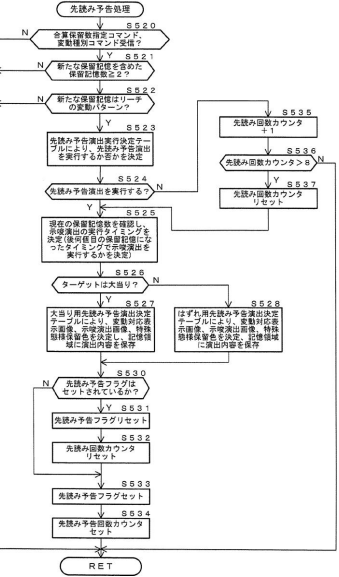 先読み予告処理
S520
合算保留数指定コマンド、
変動種別コマンド受信？
N
Y
S521
新たな保留記憶を含めた
保留記憶数≧2？
N
Y
S522
新たな保留記憶はリーチ
の変動パターン？
N
Y
S523
先読み予告演出実行決定テー
ブルにより、先読み予告演出
を実行するか否かを決定
S524
先読み予告演出を実行する？
N
Y
S535
先読み回数カウンタ
＋1
S536
先読み回数カウンタ＞8
N
Y
S537
先読み回数カウンタ
リセット
S525
現在の保留記憶数を確認し、
示唆演出の実行タイミングを
決定（後何個目の保留記憶にな
ったタイミングで示唆演出を
実行するかを決定）
S526
ターゲットは大当り？
N
Y
S527
大当り用先読み予告演出決定
テーブルにより、変動対応表
示画像、示唆演出画像、特殊
態様保留色を決定し、記憶領
域に演出内容を保存
S528
はずれ用先読み予告演出決定
テーブルにより、変動対応表
示画像、示唆演出画像、特殊
態様保留色を決定し、記憶領域
に演出内容を保存
S530
先読み予告フラグは
セットされているか？
N
Y
S531
先読み予告フラグリセット
S532
先読み回数カウンタ
リセット
S533
先読み予告フラグセット
S534
先読み予告回数カウンタ
セット
RET